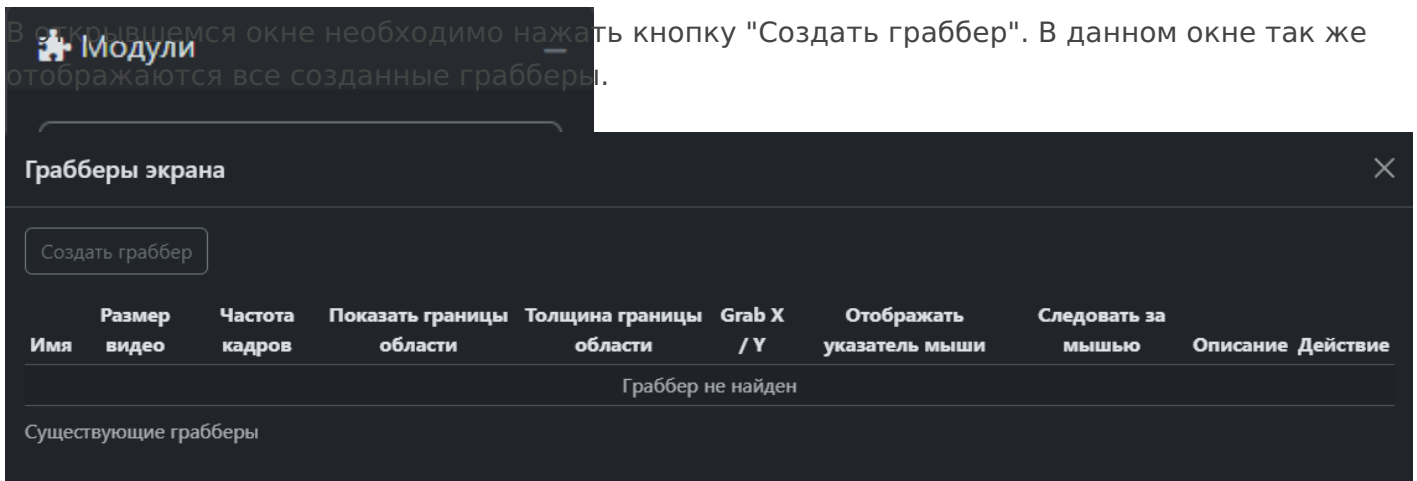 В открывшемся окне необходимо нажать кнопку "Создать граббер". В данном окне так же
Модули
отображаются все созданные грабберы.
Грабберы экрана
Создать граббер
Имя Размер видео Частота кадров Показать границы области Толщина границы области Grab X / Y Отображать указатель мыши Следовать за мышью Описание Действие
Граббер не найден
Существующие грабберы